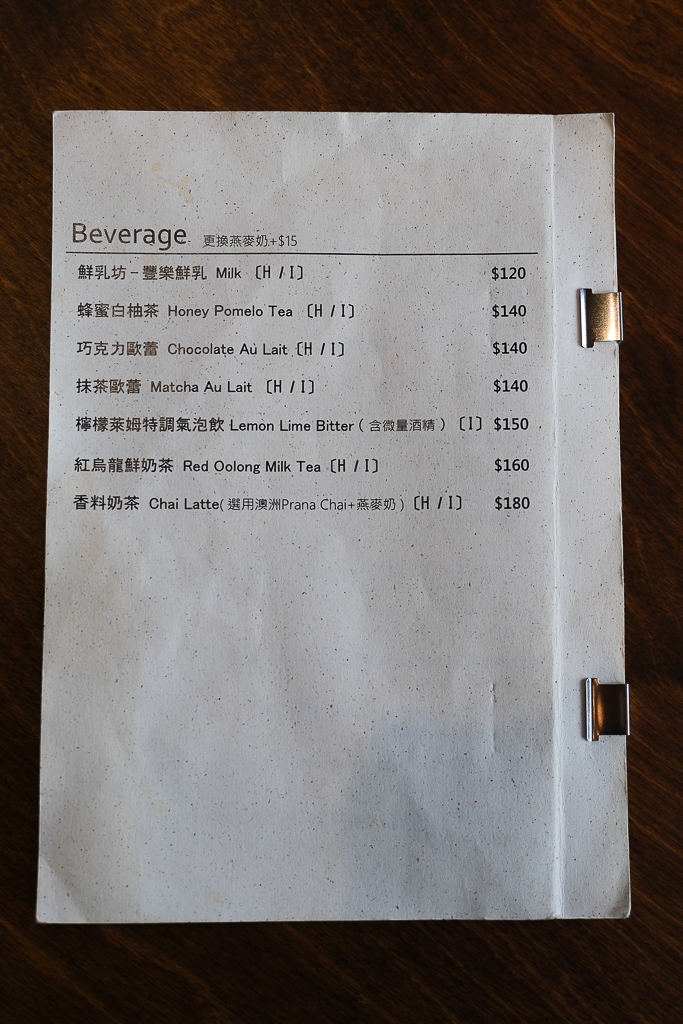 Beverage 更換燕麥奶+$15
鮮乳坊-豐樂鮮乳 Milk 〔H / I〕 $120
蜂蜜白柚茶 Honey Pomelo Tea 〔H / I〕 $140
巧克力歐蕾 Chocolate Au Lait〔H / I〕 $140
抹茶歐蕾 Matcha Au Lait 〔H / I〕 $140
檸檬萊姆特調氣泡飲 Lemon Lime Bitter ( 含微量酒精 ) 〔I〕 $150
紅烏龍鮮奶茶 Red Oolong Milk Tea〔H / I〕 $160
香料奶茶 Chai Latte( 選用澳洲Prana Chai+燕麥奶 )〔H / I〕 $180